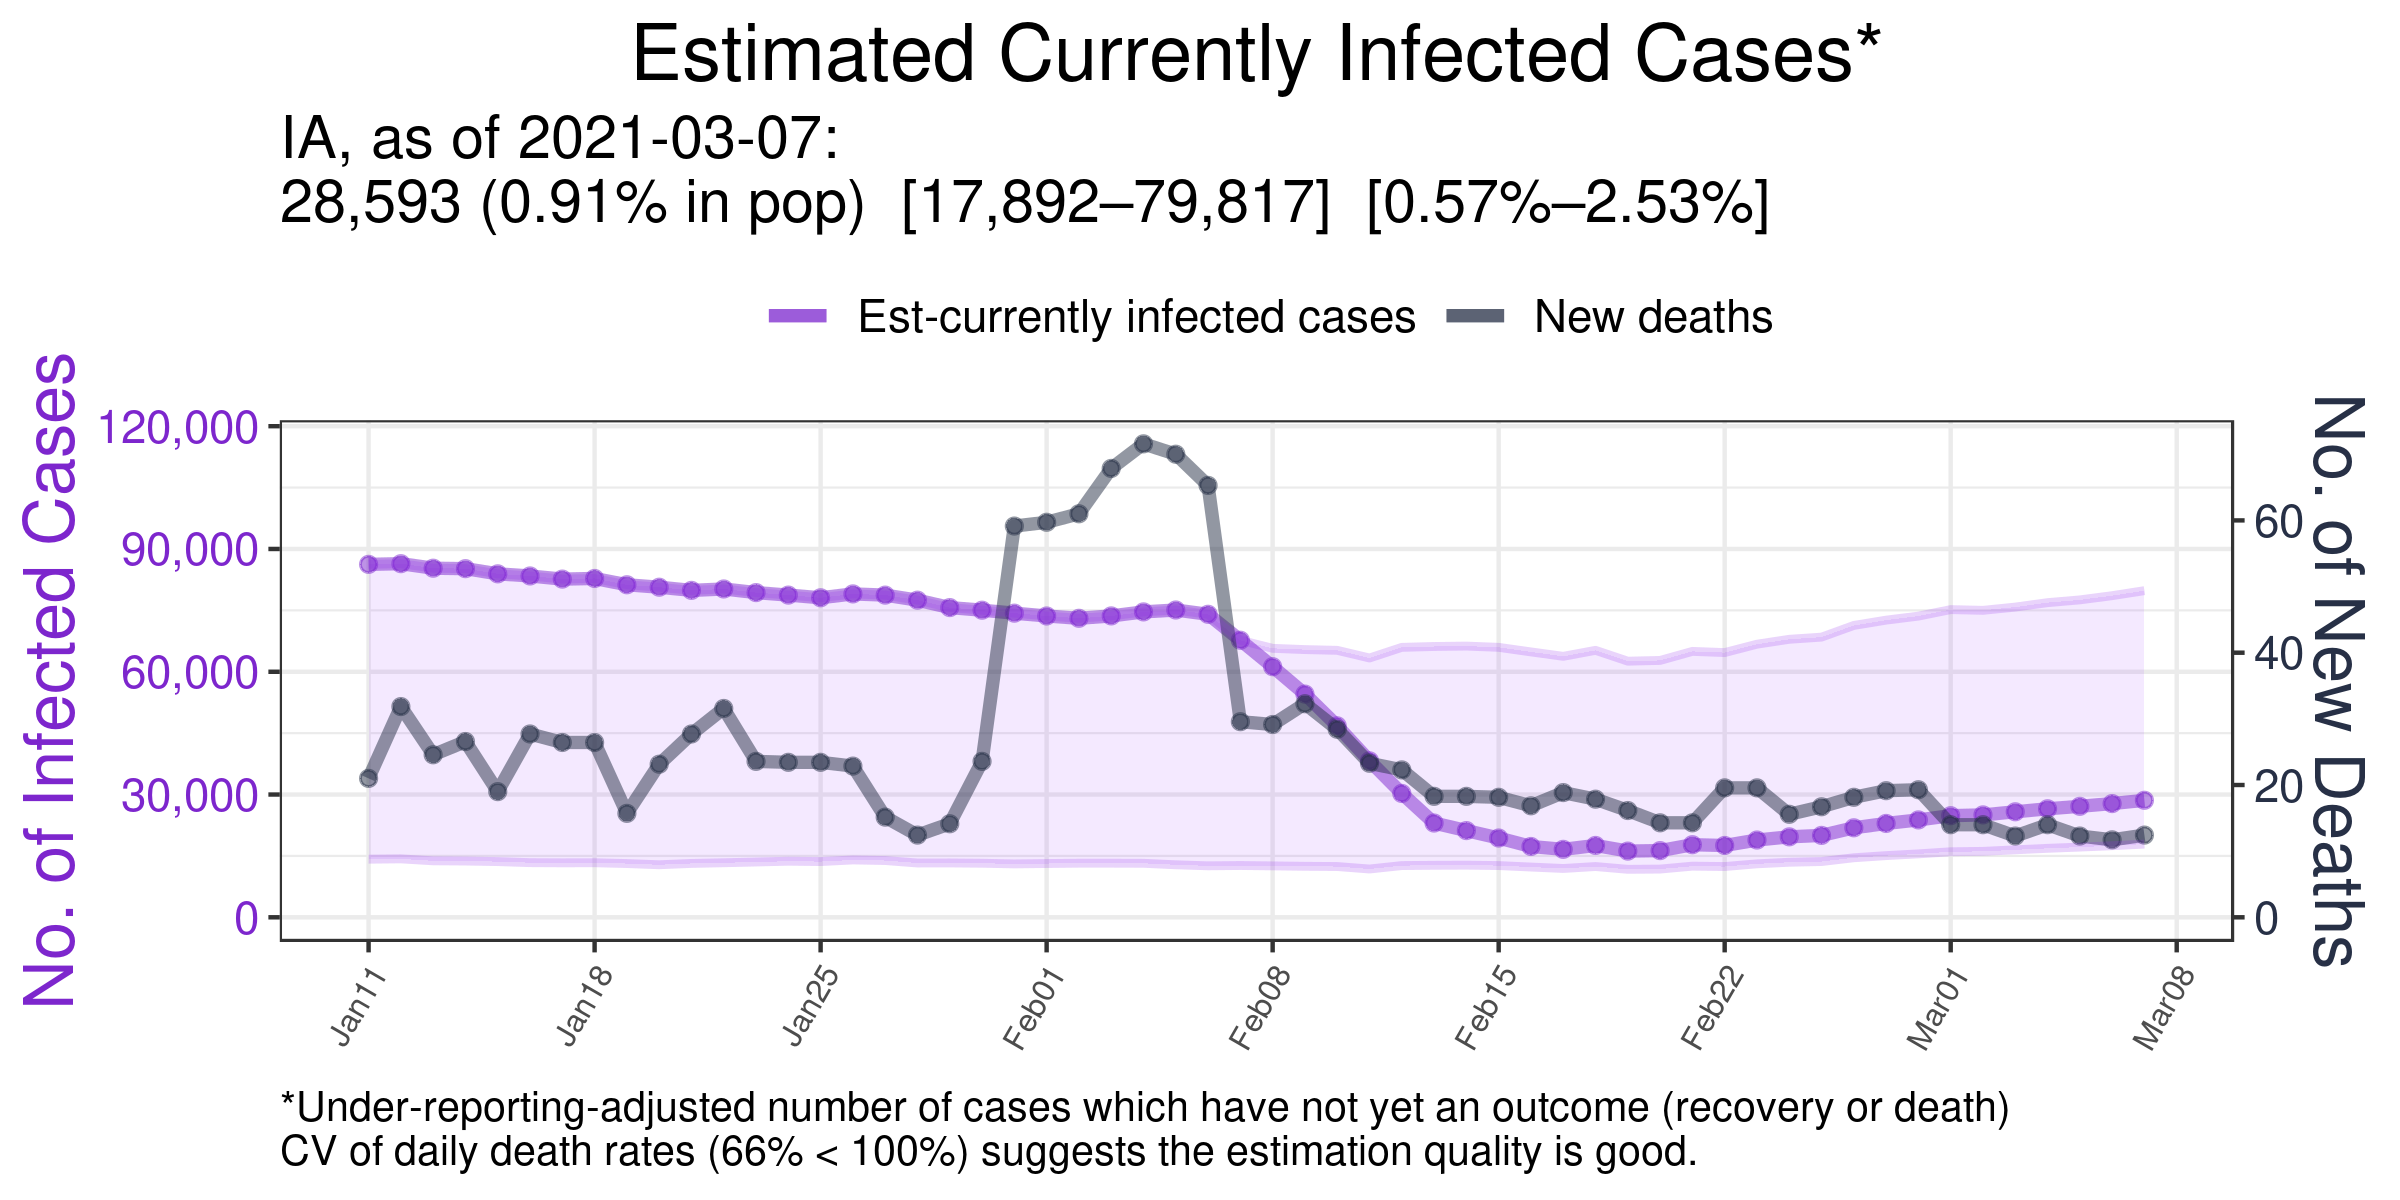 Estimated Currently Infected Cases*
IA, as of 2021-03-07:
28,593 (0.91% in pop)  [17,892–79,817]  [0.57%–2.53%]
Est-currently infected cases
New deaths
No. of Infected Cases
120,000
90,000
60,000
30,000
0
60
40
20
0
No. of New Deaths
Jan11
Jan18
Jan25
Feb01
Feb08
Feb15
Feb22
Mar01
Mar08
*Under-reporting-adjusted number of cases which have not yet an outcome (recovery or death)
CV of daily death rates (66% < 100%) suggests the estimation quality is good.